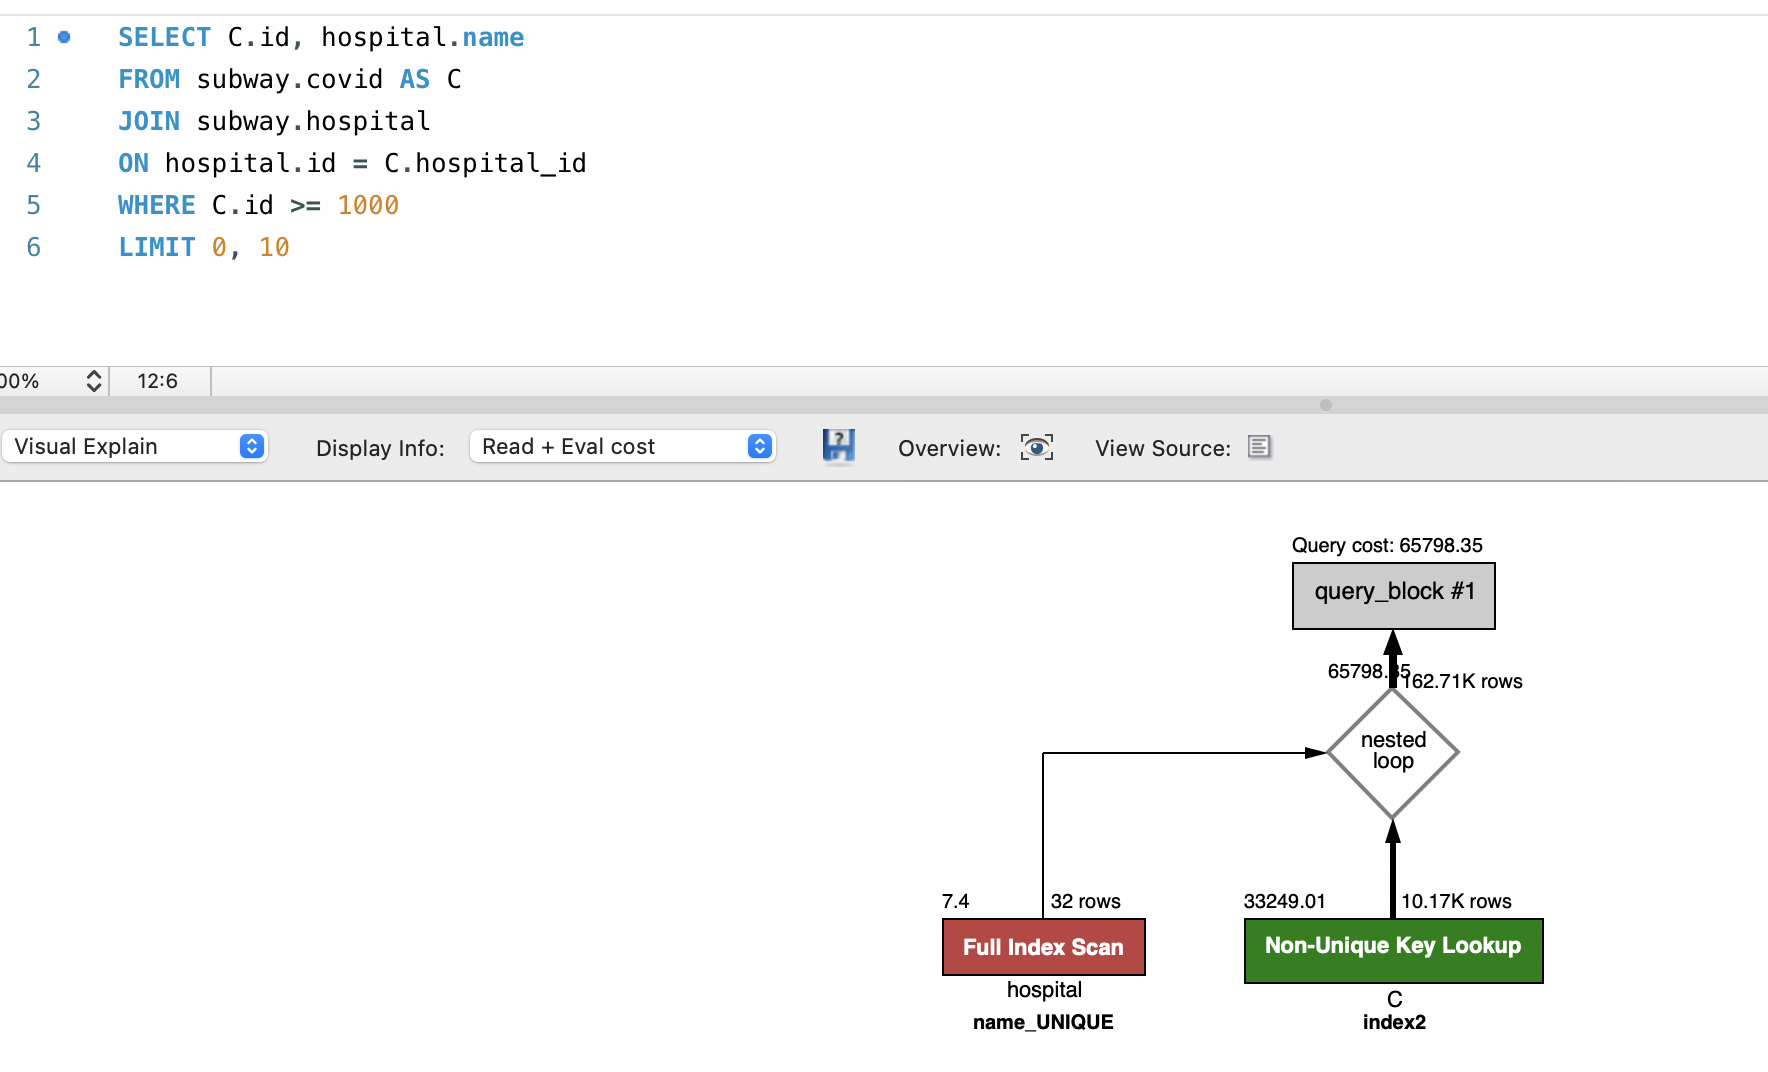 1 SELECT C.id, hospital.name
2 FROM subway.covid AS C
3 JOIN subway.hospital
4 ON hospital.id = C.hospital_id
5 WHERE C.id >= 1000
6 LIMIT 0, 10
00% 12:6
Visual Explain Display Info: Read + Eval cost Overview: View Source:
Query cost: 65798.35
query_block #1
65798.35 162.71K rows
nested
loop
7.4 32 rows 33249.01 10.17K rows
Full Index Scan Non-Unique Key Lookup
hospital C
name_UNIQUE index2